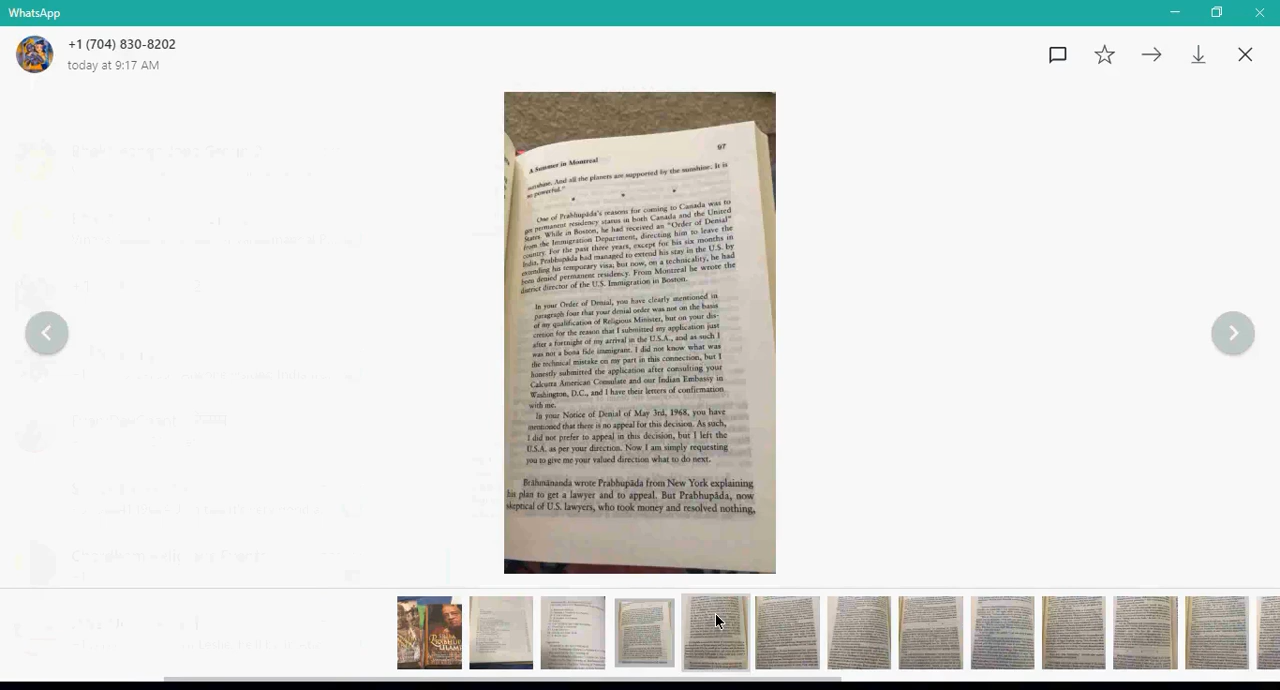 WhatsApp
+1 (704) 830-8202
today at 9:17 AM
A Summer in Montreal
97
sunshine. And all the planets are supported by the sunshine. It is
so powerful."
One of Prabhupāda's reasons for coming to Canada was to
get permanent residency status in both Canada and the United
States. While in Boston, he had received an "Order of Denial"
from the Immigration Department, directing him to leave the
country. For the past three years, except for his six months in
India, Prabhupāda had managed to extend his stay in the U.S. by
extending his temporary visa; but now, on a technicality, he had
been denied permanent residency. From Montreal he wrote the
district director of the U.S. Immigration in Boston.
In your Order of Denial, you have clearly mentioned in
paragraph four that your denial order was not on the basis
of my qualification of Religious Minister, but on your dis-
cretion for the reason that I submitted my application just
after a fortnight of my arrival in the U.S.A., and as such I
was not a bona fide immigrant. I did not know what was
the technical mistake on my part in this connection, but I
honestly submitted the application after consulting your
Calcutta American Consulate and our Indian Embassy in
Washington, D.C., and I have their letters of confirmation
with me.
In your Notice of Denial of May 3rd, 1968, you have
mentioned that there is no appeal for this decision. As such,
I did not prefer to appeal in this decision, but I left the
U.S.A. as per your direction. Now I am simply requesting
you to give me your valued direction what to do next.
Brahmānanda wrote Prabhupāda from New York explaining
his plan to get a lawyer and to appeal. But Prabhupāda, now
skeptical of U.S. lawyers, who took money and resolved nothing,